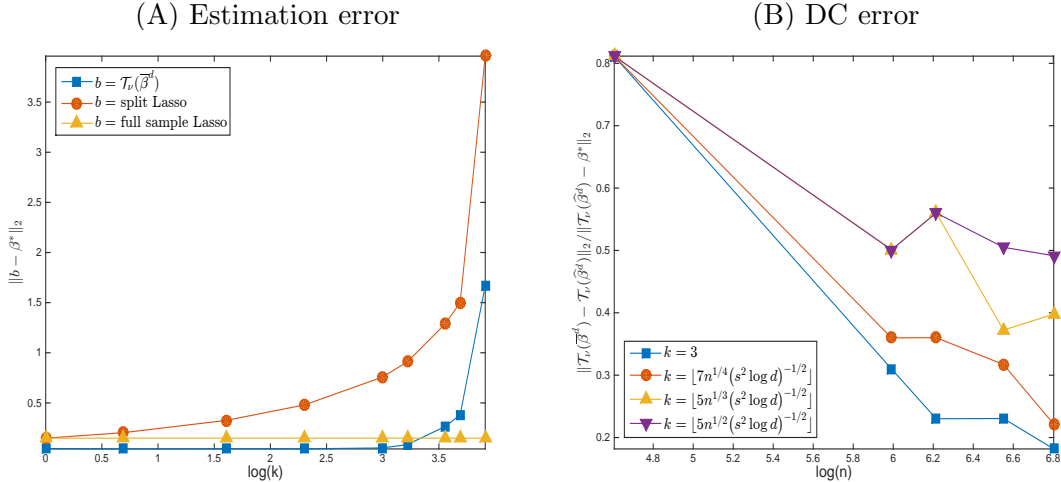 (A) Estimation error
‖b − β*‖₂
3.5
3
2.5
2
1.5
1
0.5
b = 𝒯_ν(β̅^d)
b = split Lasso
b = full sample Lasso
0 0.5 1 1.5 2 2.5 3 3.5
log(k)
(B) DC error
‖𝒯_ν(β̅^d) − 𝒯_ν(β̂^d)‖₂/‖𝒯_ν(β̂^d) − β*‖₂
0.8
0.7
0.6
0.5
0.4
0.3
0.2
k = 3
k = ⌊7n^{1/4}(s² log d)^{−1/2}⌋
k = ⌊5n^{1/3}(s² log d)^{−1/2}⌋
k = ⌊5n^{1/2}(s² log d)^{−1/2}⌋
4.8 5 5.2 5.4 5.6 5.8 6 6.2 6.4 6.6 6.8
log(n)